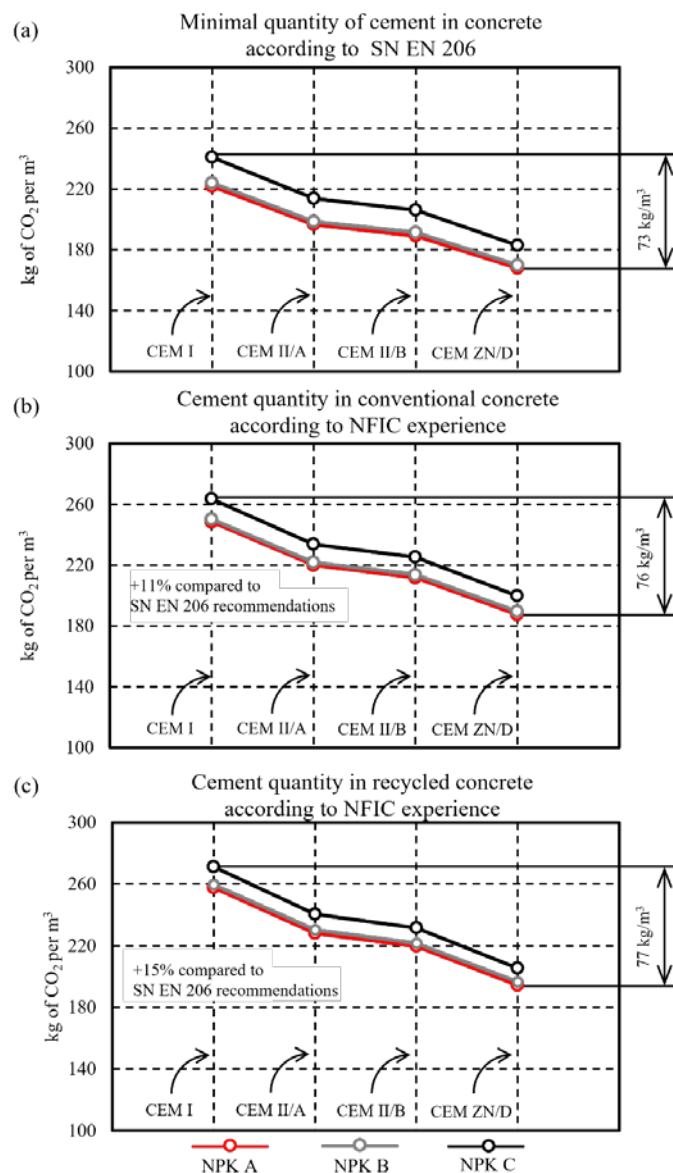 (a)
Minimal quantity of cement in concrete
according to SN EN 206
300
260
220
180
140
100
kg of CO₂ per m³
73 kg/m³
CEM I
CEM II/A
CEM II/B
CEM ZN/D
(b)
Cement quantity in conventional concrete
according to NFIC experience
300
260
220
180
140
100
kg of CO₂ per m³
76 kg/m³
+11% compared to
SN EN 206 recommendations
CEM I
CEM II/A
CEM II/B
CEM ZN/D
(c)
Cement quantity in recycled concrete
according to NFIC experience
300
260
220
180
140
100
kg of CO₂ per m³
77 kg/m³
+15% compared to
SN EN 206 recommendations
CEM I
CEM II/A
CEM II/B
CEM ZN/D
NPK A
NPK B
NPK C